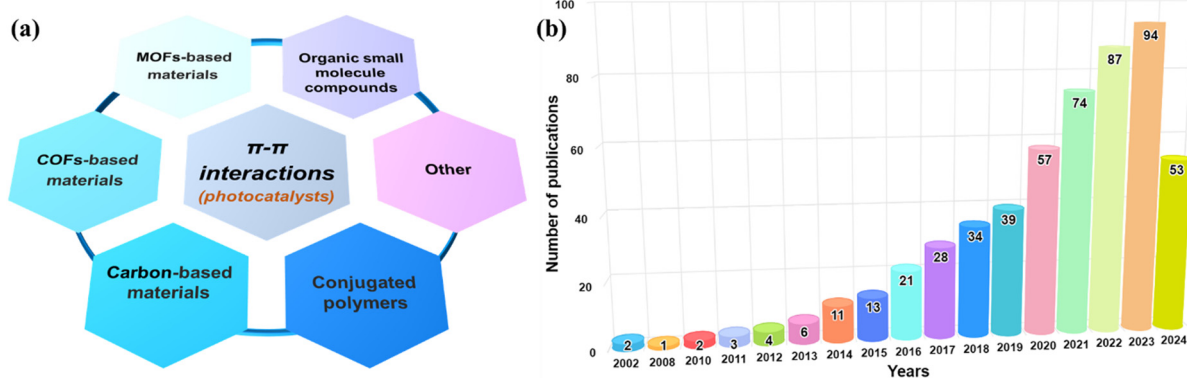 (a)
MOFs-based
materials
Organic small
molecule
compounds
COFs-based
materials
π-π
interactions
(photocatalysts)
Other
Carbon-based
materials
Conjugated
polymers
(b)
Number of publications
100
80
60
40
20
0
2
1
2
3
4
6
11
13
21
28
34
39
57
74
87
94
53
2002 2008 2010 2011 2012 2013 2014 2015 2016 2017 2018 2019 2020 2021 2022 2023 2024
Years